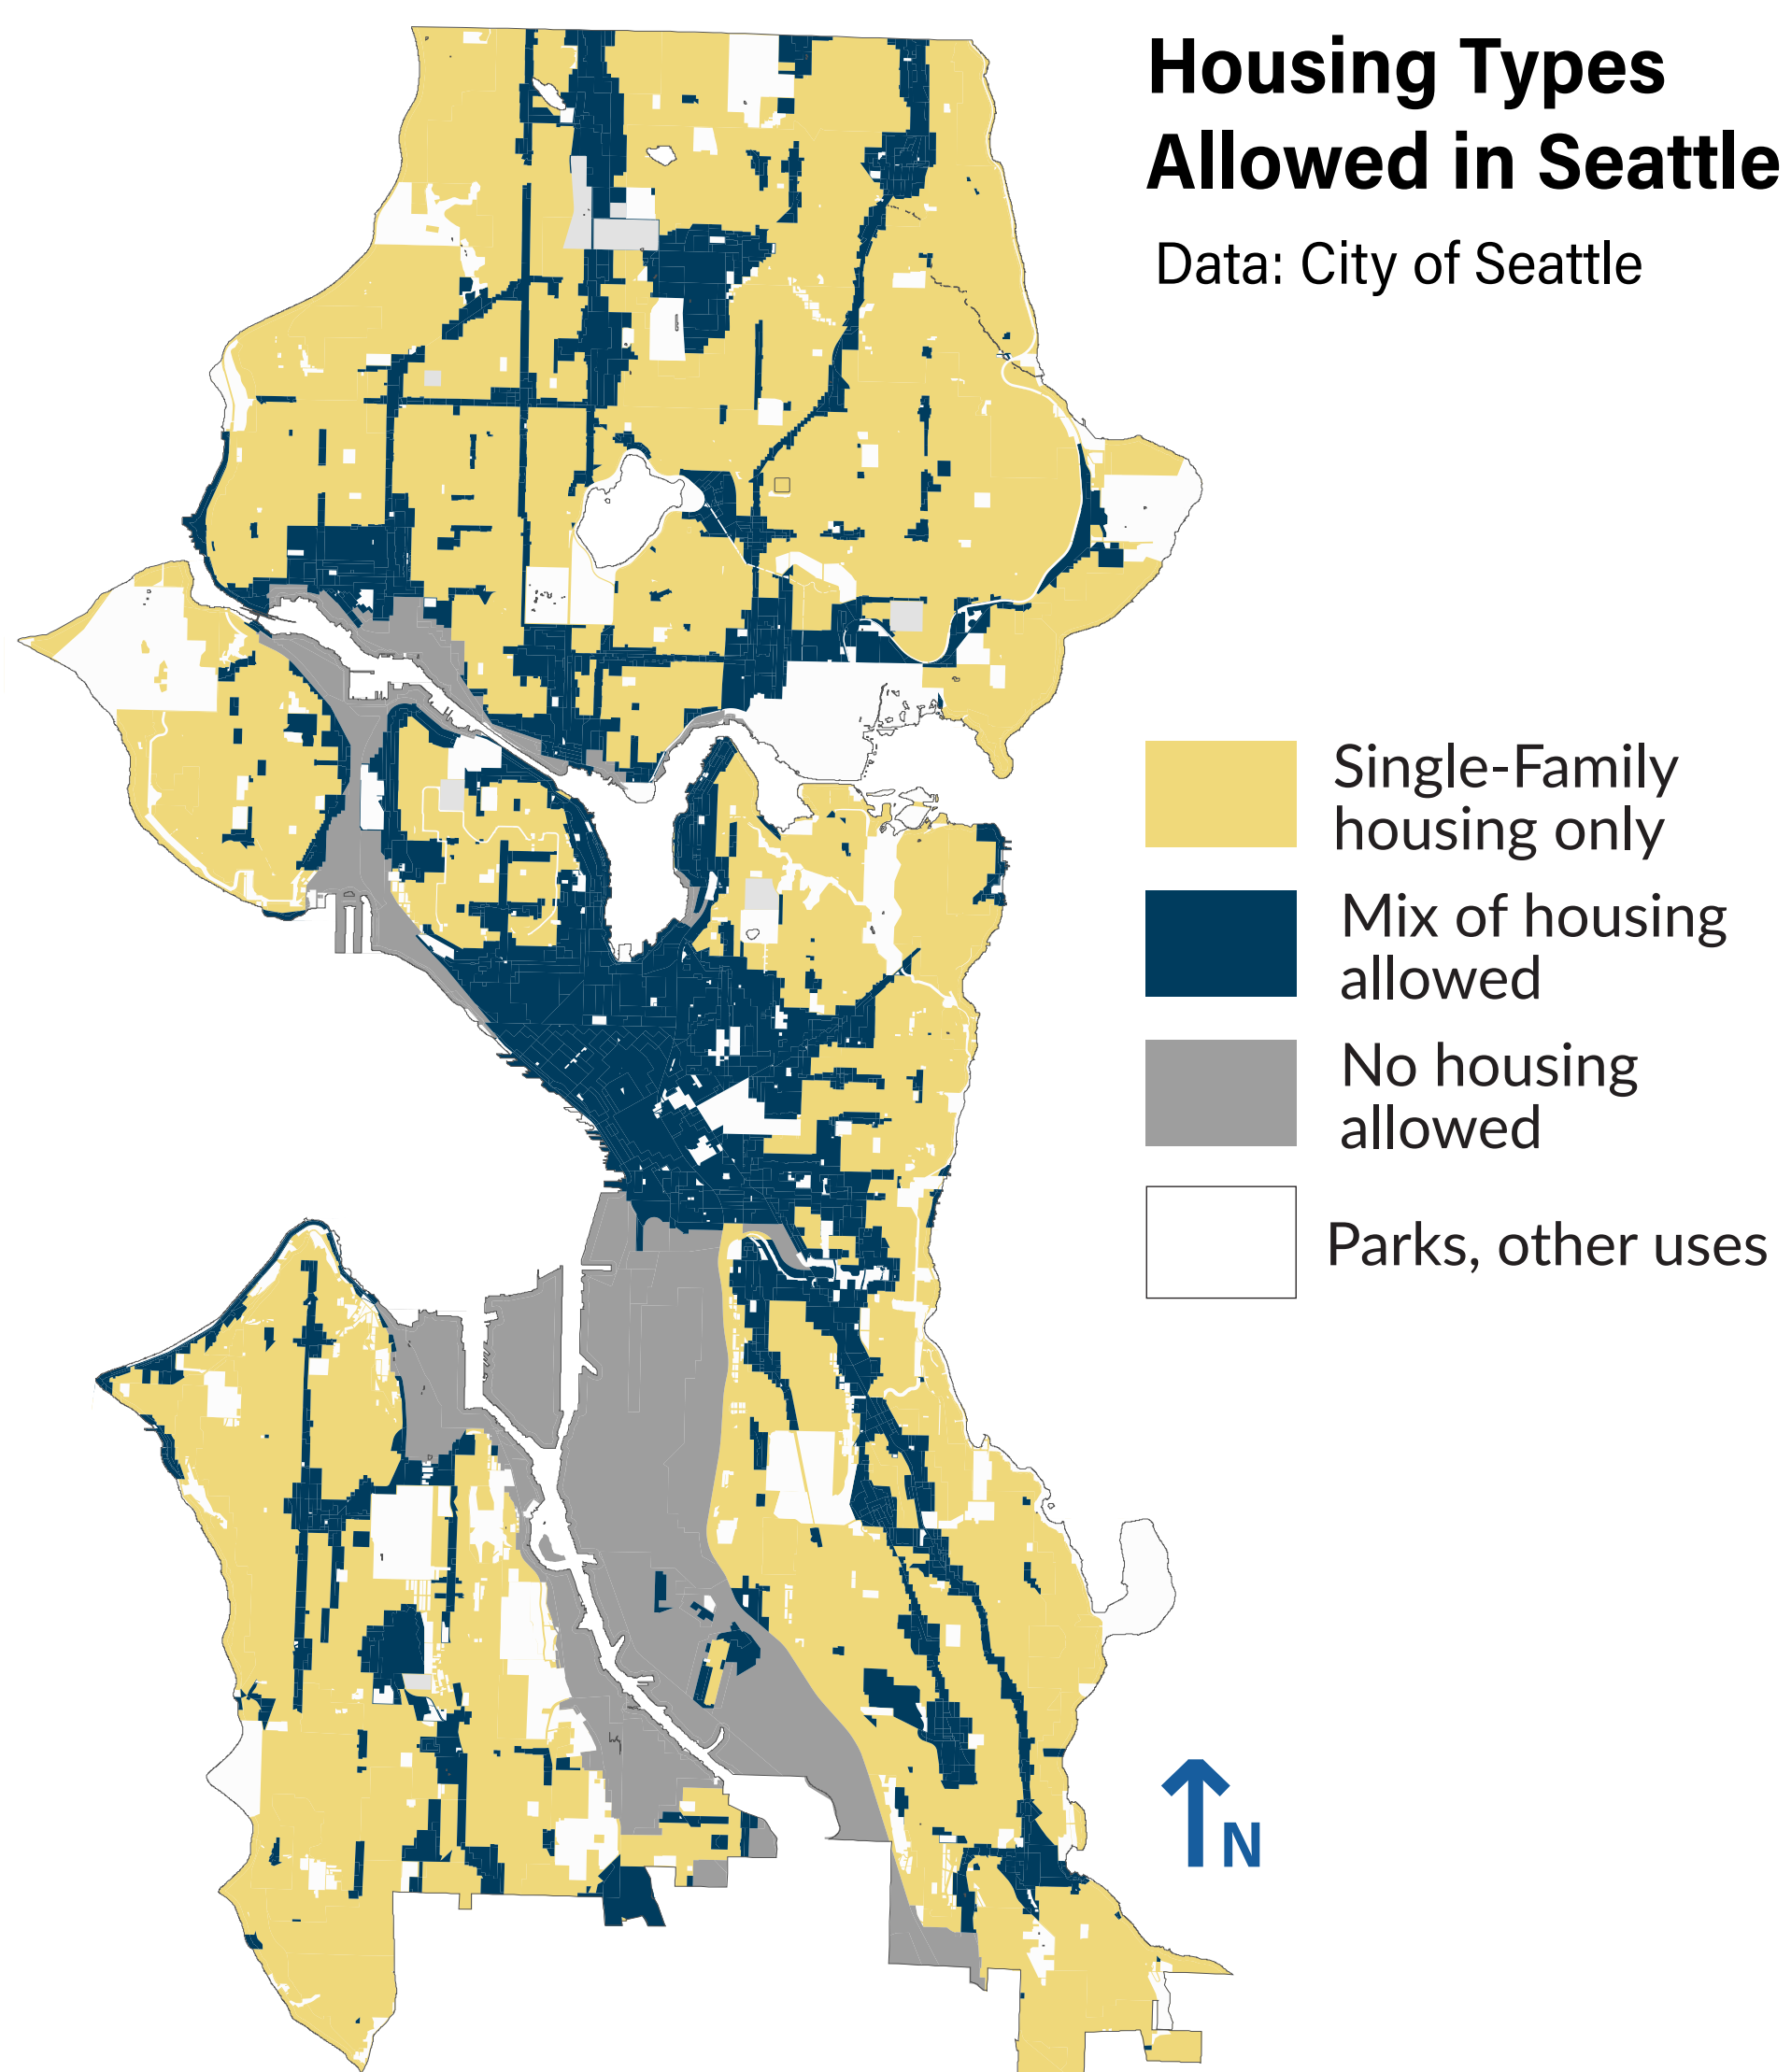 Housing Types
Allowed in Seattle
Data: City of Seattle
Single-Family
housing only
Mix of housing
allowed
No housing
allowed
Parks, other uses
N